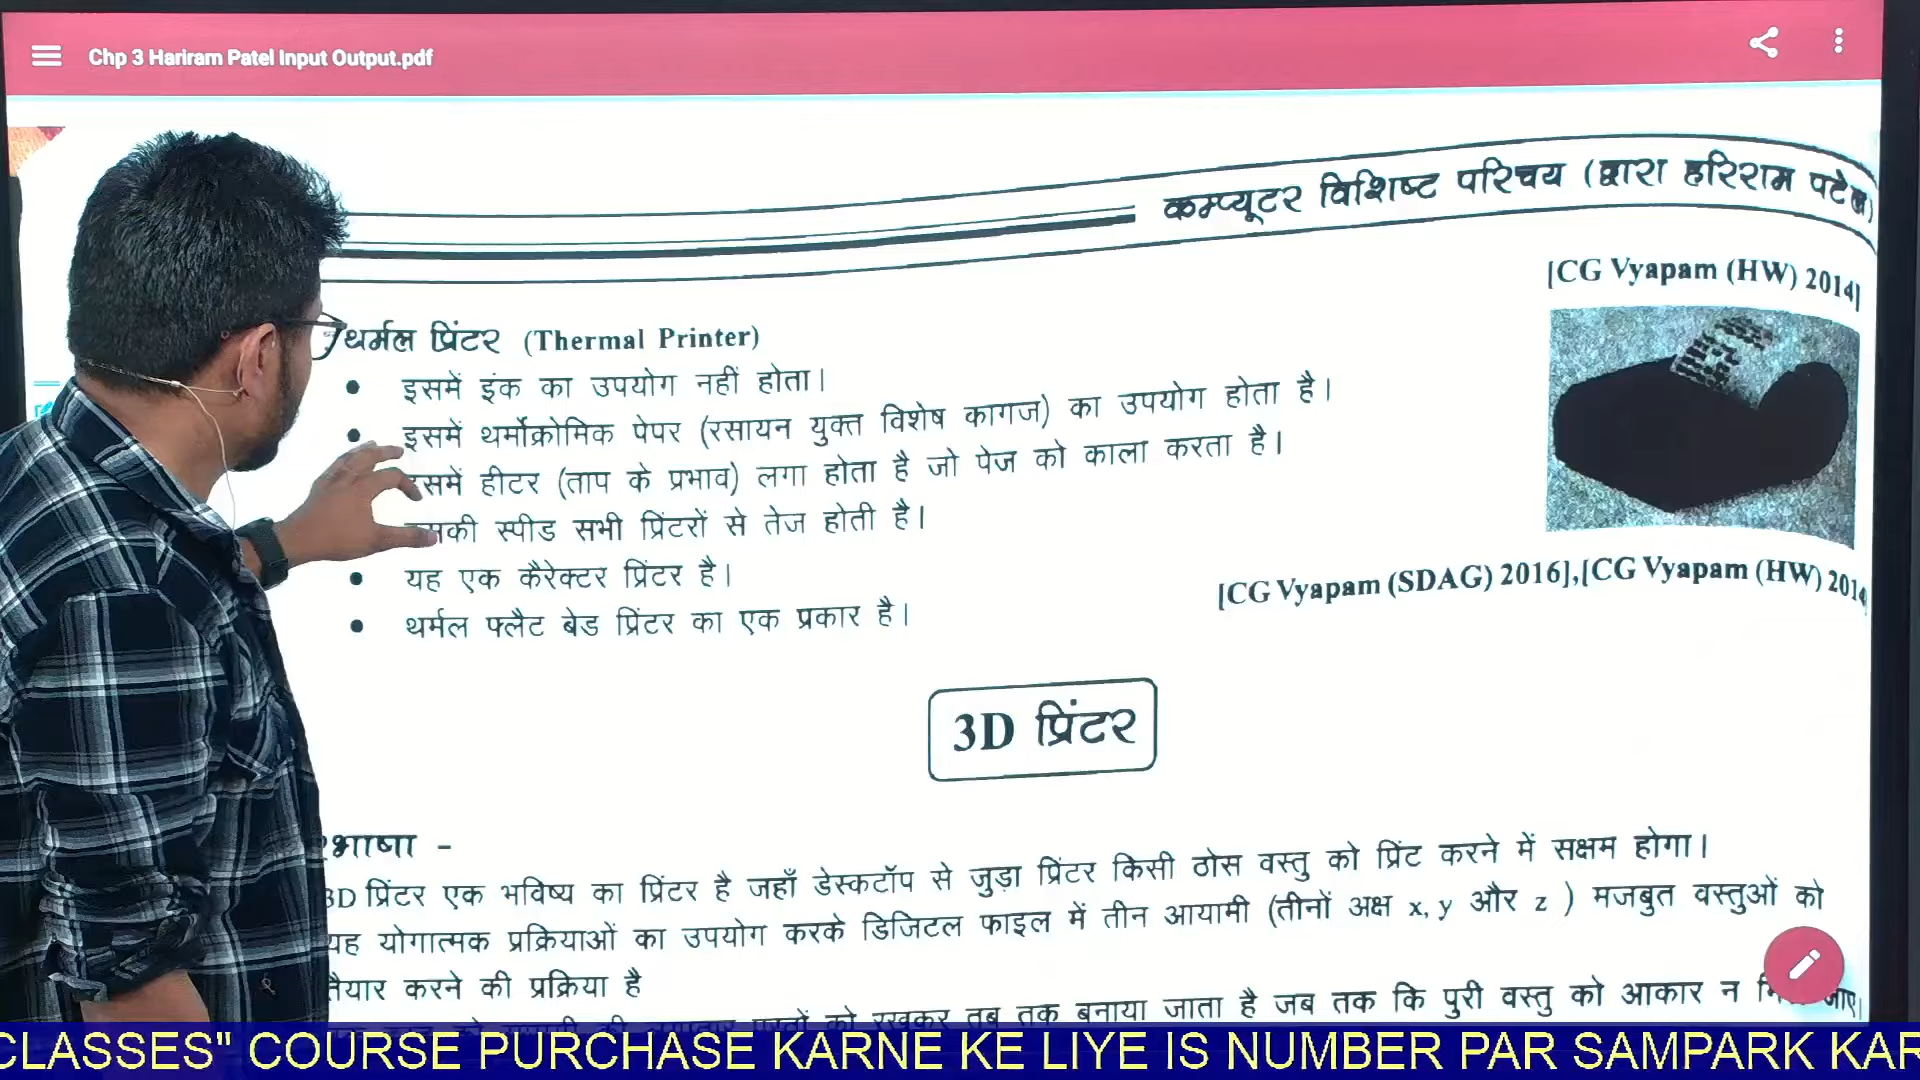 Chp 3 Hariram Patel Input Output.pdf
कम्प्यूटर विशिष्ट परिचय (द्वारा हरिराम पटेल)
[CG Vyapam (HW) 2014]
थर्मल प्रिंटर (Thermal Printer)
• इसमें इंक का उपयोग नहीं होता।
• इसमें थर्मोक्रोमिक पेपर (रसायन युक्त विशेष कागज) का उपयोग होता है।
इसमें हीटर (ताप के प्रभाव) लगा होता है जो पेज को काला करता है।
स्पीड सभी प्रिंटरों से तेज होती है।
• यह एक कैरेक्टर प्रिंटर है।
[CG Vyapam (SDAG) 2016],[CG Vyapam (HW) 2014
• थर्मल फ्लैट बेड प्रिंटर का एक प्रकार है।
3D प्रिंटर
भाषा -
3D प्रिंटर एक भविष्य का प्रिंटर है जहाँ डेस्कटॉप से जुड़ा प्रिंटर किसी ठोस वस्तु को प्रिंट करने में सक्षम होगा।
यह योगात्मक प्रक्रियाओं का उपयोग करके डिजिटल फाइल में तीन आयामी (तीनों अक्ष x, y और z ) मजबुत वस्तुओं को
तैयार करने की प्रक्रिया है
को रखकर तब तक बनाया जाता है जब तक कि पुरी वस्तु को आकार न जाए।
CLASSES" COURSE PURCHASE KARNE KE LIYE IS NUMBER PAR SAMPARK KAR